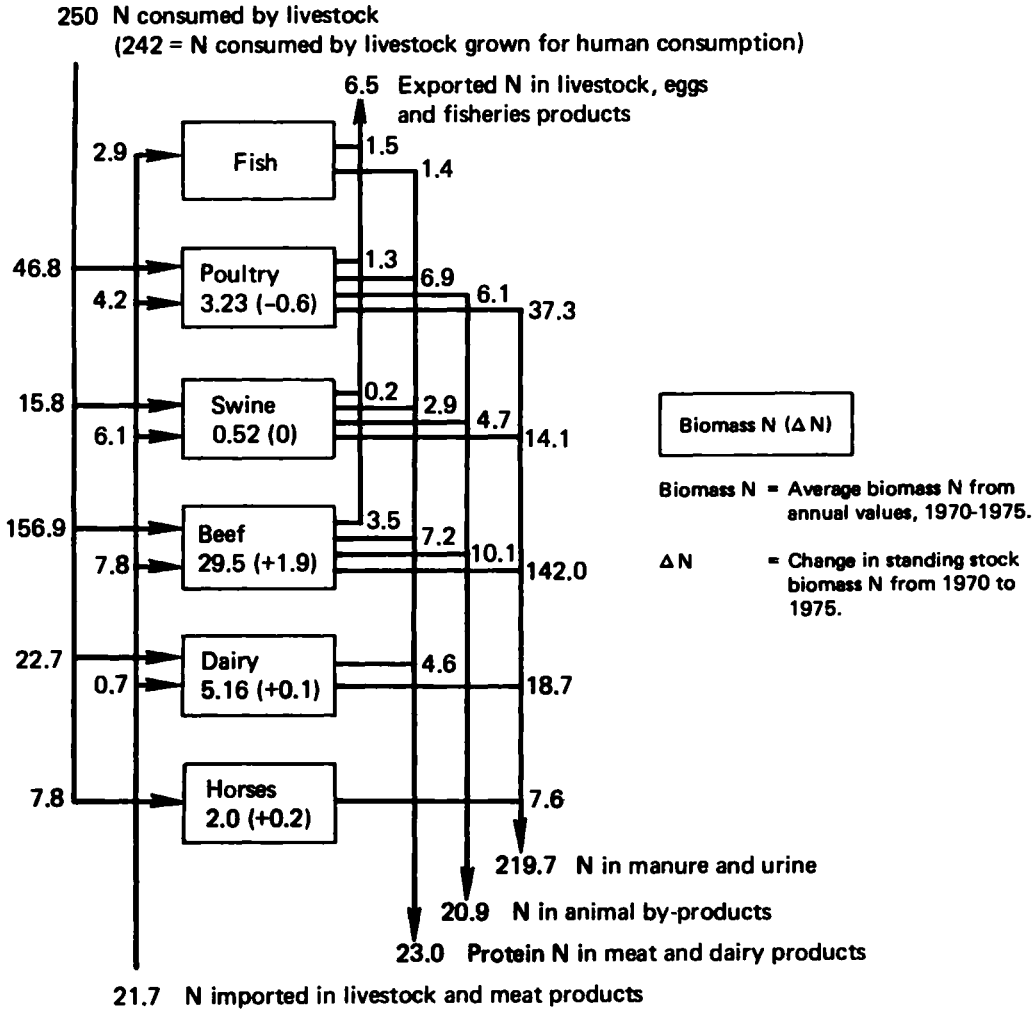 250 N consumed by livestock
(242 = N consumed by livestock grown for human consumption)
6.5 Exported N in livestock, eggs
and fisheries products
2.9
Fish
1.5
1.4
46.8
4.2
Poultry
3.23 (−0.6)
1.3
6.9
6.1
37.3
15.8
6.1
Swine
0.52 (0)
0.2
2.9
4.7
14.1
Biomass N (Δ N)
Biomass N = Average biomass N from
annual values, 1970-1975.
Δ N = Change in standing stock
biomass N from 1970 to
1975.
156.9
7.8
Beef
29.5 (+1.9)
3.5
7.2
10.1
142.0
22.7
0.7
Dairy
5.16 (+0.1)
4.6
18.7
7.8
Horses
2.0 (+0.2)
7.6
219.7 N in manure and urine
20.9 N in animal by-products
23.0 Protein N in meat and dairy products
21.7 N imported in livestock and meat products